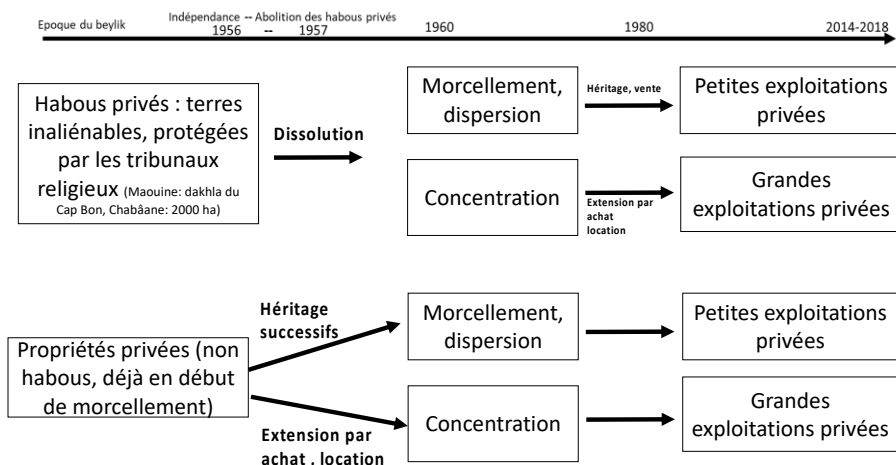 Epoque du beylik
Indépendance -- Abolition des habous privés
1956 -- 1957
1960
1980
2014-2018
Habous privés : terres
inaliénables, protégées
par les tribunaux
religieux (Maouine: dakhla du
Cap Bon, Chabâane: 2000 ha)
Dissolution
Morcellement,
dispersion
Héritage, vente
Petites exploitations
privées
Concentration
Extension par
achat
location
Grandes
exploitations privées
Propriétés privées (non
habous, déjà en début
de morcellement)
Héritage
successifs
Morcellement,
dispersion
Petites exploitations
privées
Extension par
achat , location
Concentration
Grandes
exploitations privées